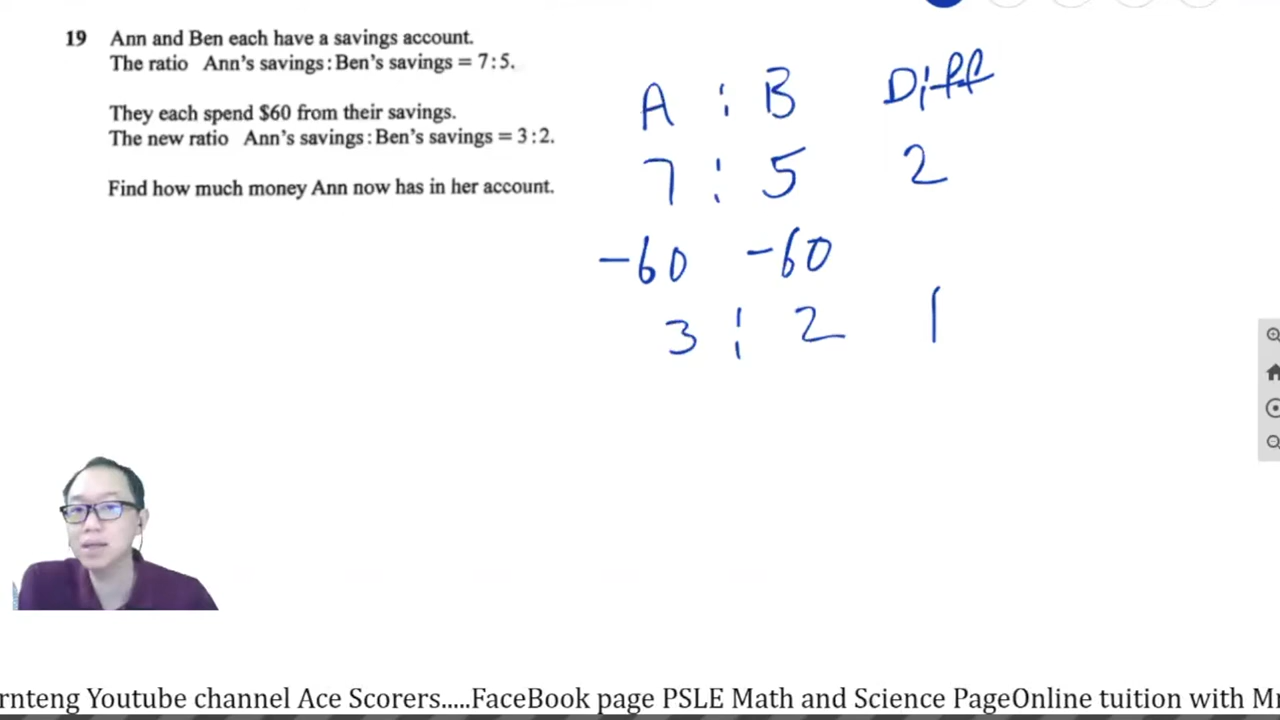 19 Ann and Ben each have a savings account.
The ratio Ann's savings : Ben's savings = 7 : 5.
They each spend $60 from their savings.
The new ratio Ann's savings : Ben's savings = 3 : 2.
Find how much money Ann now has in her account.
A : B Diff
7 : 5 2
-60 -60
3 : 2 1
rnteng Youtube channel Ace Scorers.....FaceBook page PSLE Math and Science PageOnline tuition with M